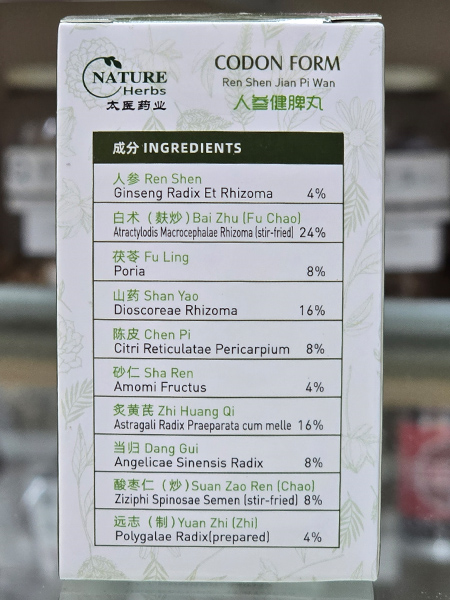 NATURE
Herbs
太医药业
CODON FORM
Ren Shen Jian Pi Wan
人参健脾丸
成分 INGREDIENTS
人参 Ren Shen
Ginseng Radix Et Rhizoma 4%
白术（麸炒）Bai Zhu (Fu Chao)
Atractylodis Macrocephalae Rhizoma (stir-fried) 24%
茯苓 Fu Ling
Poria 8%
山药 Shan Yao
Dioscoreae Rhizoma 16%
陈皮 Chen Pi
Citri Reticulatae Pericarpium 8%
砂仁 Sha Ren
Amomi Fructus 4%
炙黄芪 Zhi Huang Qi
Astragali Radix Praeparata cum melle 16%
当归 Dang Gui
Angelicae Sinensis Radix 8%
酸枣仁（炒）Suan Zao Ren (Chao)
Ziziphi Spinosae Semen (stir-fried) 8%
远志（制）Yuan Zhi (Zhi)
Polygalae Radix(prepared) 4%